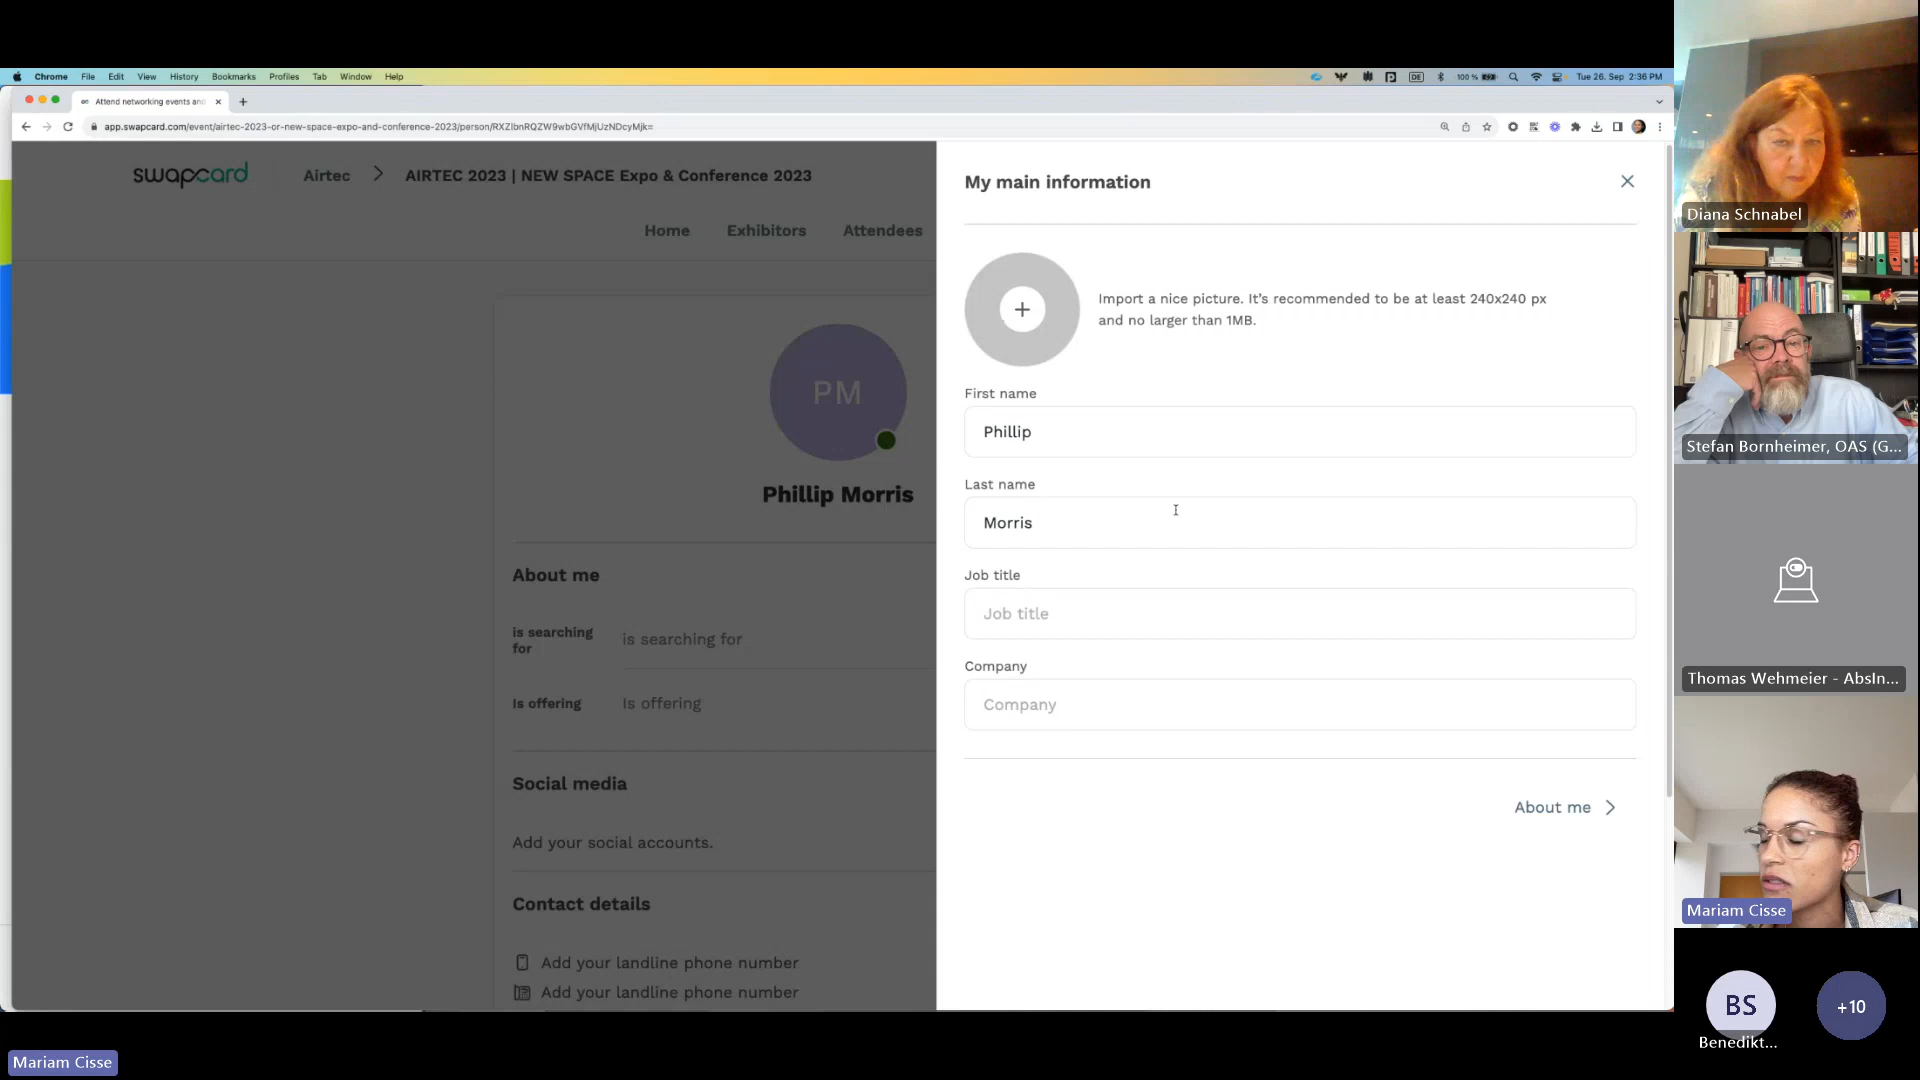 Chrome File Edit View History Bookmarks Profiles Tab Window Help
DE 100 % Tue 26. Sep 2:36 PM
Attend networking events and
app.swapcard.com/event/airtec-2023-or-new-space-expo-and-conference-2023/person/RXZlbnRQZW9wbGVfMjUzNDcyMjk=
swapcard Airtec > AIRTEC 2023 | NEW SPACE Expo & Conference 2023
Home Exhibitors Attendees
PM
Phillip Morris
About me
is searching
for
is searching for
Is offering Is offering
Social media
Add your social accounts.
Contact details
Add your landline phone number
Add your landline phone number
My main information
Import a nice picture. It's recommended to be at least 240x240 px
and no larger than 1MB.
First name
Phillip
Last name
Morris
Job title
Job title
Company
Company
About me
Diana Schnabel
Stefan Bornheimer, OAS (G...
Thomas Wehmeier - AbsIn...
Mariam Cisse
BS
+10
Benedikt...
Mariam Cisse